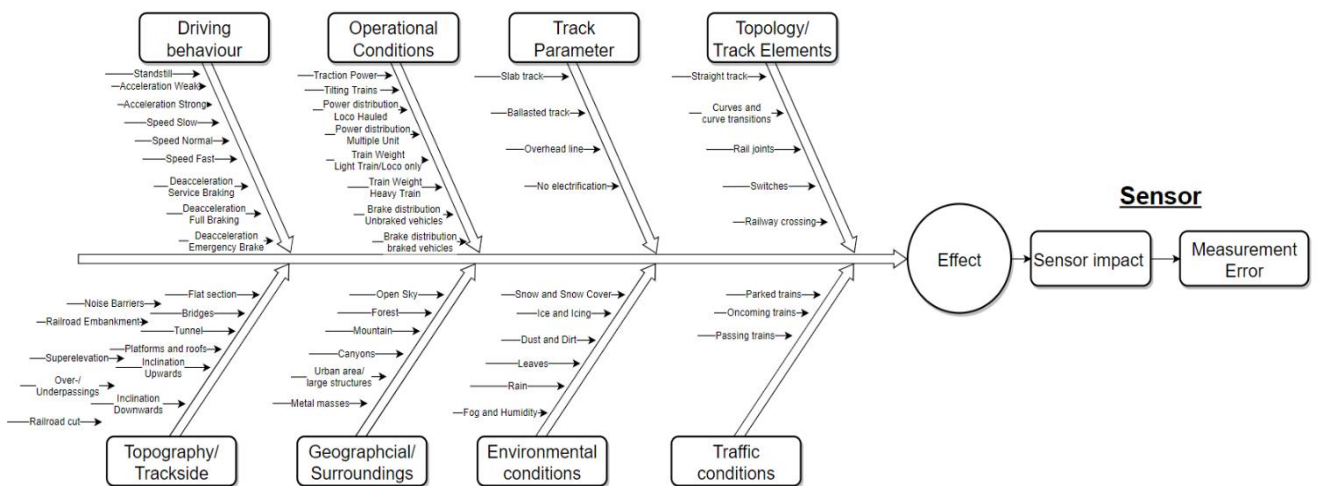 Driving
behaviour
Operational
Conditions
Track
Parameter
Topology/
Track Elements
Standstill
Acceleration Weak
Acceleration Strong
Speed Slow
Speed Normal
Speed Fast
Deacceleration
Service Braking
Deacceleration
Full Braking
Deacceleration
Emergency Brake
Traction Power
Tilting Trains
Power distribution
Loco Hauled
Power distribution
Multiple Unit
Train Weight
Light Train/Loco only
Train Weight
Heavy Train
Brake distribution
Unbraked vehicles
Brake distribution
braked vehicles
Slab track
Ballasted track
Overhead line
No electrification
Straight track
Curves and
curve transitions
Rail joints
Switches
Railway crossing
Sensor
Effect
Sensor impact
Measurement
Error
Flat section
Noise Barriers
Bridges
Railroad Embankment
Tunnel
Platforms and roofs
Superelevation
Inclination
Upwards
Over-/
Underpassings
Inclination
Downwards
Railroad cut
Open Sky
Forest
Mountain
Canyons
Urban area/
large structures
Metal masses
Snow and Snow Cover
Ice and Icing
Dust and Dirt
Leaves
Rain
Fog and Humidity
Parked trains
Oncoming trains
Passing trains
Topography/
Trackside
Geographcial/
Surroundings
Environmental
conditions
Traffic
conditions